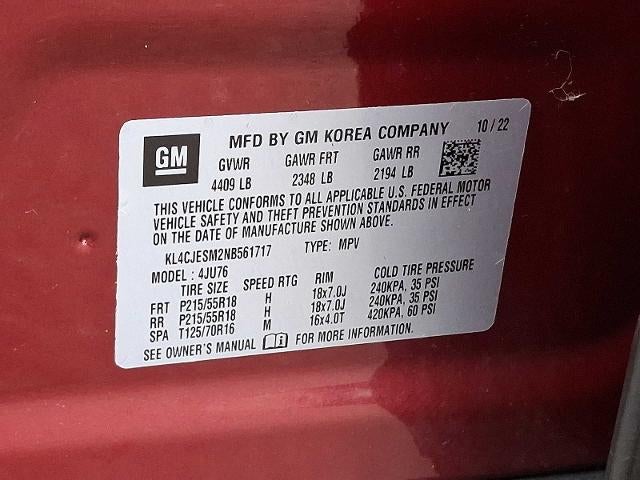 GM
MFD BY GM KOREA COMPANY 10 / 22
GVWR GAWR FRT GAWR RR
4409 LB 2348 LB 2194 LB
THIS VEHICLE CONFORMS TO ALL APPLICABLE U.S. FEDERAL MOTOR
VEHICLE SAFETY AND THEFT PREVENTION STANDARDS IN EFFECT
ON THE DATE OF MANUFACTURE SHOWN ABOVE.
KL4CJESM2NB561717 TYPE: MPV
MODEL : 4JU76
TIRE SIZE SPEED RTG RIM COLD TIRE PRESSURE
FRT P215/55R18 H 18x7.0J 240KPA, 35 PSI
RR P215/55R18 H 18x7.0J 240KPA, 35 PSI
SPA T125/70R16 M 16x4.0T 420KPA, 60 PSI
SEE OWNER'S MANUAL FOR MORE INFORMATION.